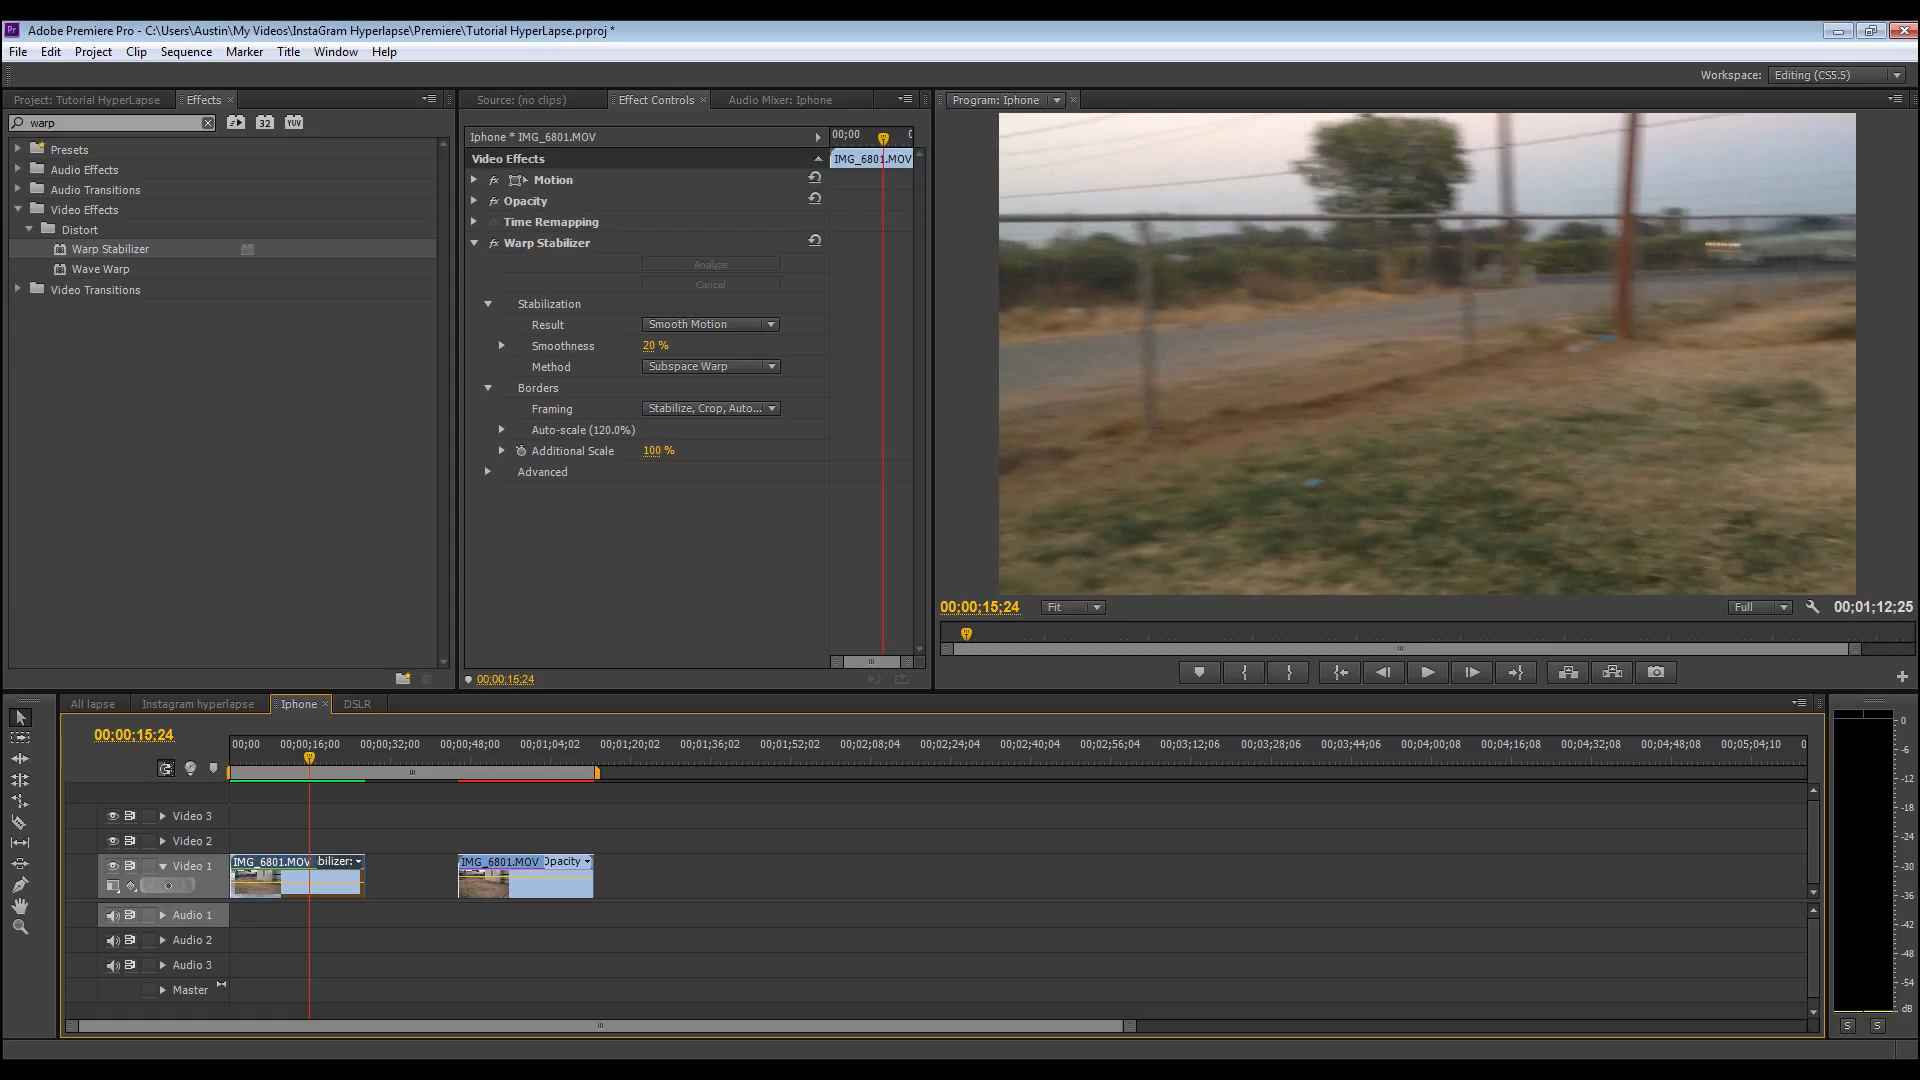 Adobe Premiere Pro - C:\Users\Austin\My Videos\InstaGram Hyperlapse\Premiere\Tutorial HyperLapse.prproj *
File Edit Project Clip Sequence Marker Title Window Help
Workspace: Editing (CS5.5)
Project: Tutorial HyperLapse Effects
warp 32 YUV
Presets
Audio Effects
Audio Transitions
Video Effects
Distort
Warp Stabilizer
Wave Warp
Video Transitions
Source: (no clips) Effect Controls Audio Mixer: Iphone
Iphone * IMG_6801.MOV 00;00 0
Video Effects IMG_6801.MOV
fx Motion
fx Opacity
Time Remapping
fx Warp Stabilizer
Analyze
Cancel
Stabilization
Result Smooth Motion
Smoothness 20 %
Method Subspace Warp
Borders
Framing Stabilize, Crop, Auto...
Auto-scale (120.0%)
Additional Scale 100 %
Advanced
00;00;15;24
Program: Iphone
00;00;15;24 Fit Full 00;01;12;25
All lapse Instagram hyperlapse Iphone DSLR
00;00;15;24
00;00 00;00;16;00 00;00;32;00 00;00;48;00 00;01;04;02 00;01;20;02 00;01;36;02 00;01;52;02 00;02;08;04 00;02;24;04 00;02;40;04 00;02;56;04 00;03;12;06 00;03;28;06 00;03;44;06 00;04;00;08 00;04;16;08 00;04;32;08 00;04;48;08 00;05;04;10 0
Video 3
Video 2
Video 1 IMG_6801.MOV bilizer: IMG_6801.MOV Opacity
Audio 1
Audio 2
Audio 3
Master
0
-6
-12
-18
-24
-30
-36
-42
-48
-54
dB
S S